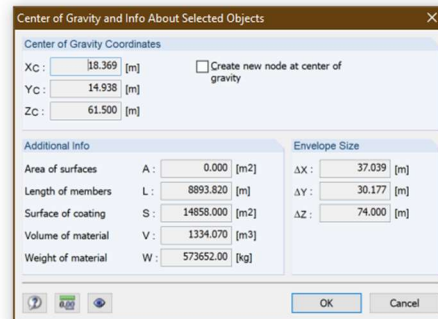 Center of Gravity and Info About Selected Objects
Center of Gravity Coordinates
XC : 18.369 [m]
Create new node at center of
gravity
YC : 14.938 [m]
ZC : 61.500 [m]
Additional Info
Area of surfaces A : 0.000 [m2]
Length of members L : 8893.820 [m]
Surface of coating S : 14858.000 [m2]
Volume of material V : 1334.070 [m3]
Weight of material W : 573652.00 [kg]
Envelope Size
ΔX : 37.039 [m]
ΔY : 30.177 [m]
ΔZ : 74.000 [m]
0.00
OK Cancel